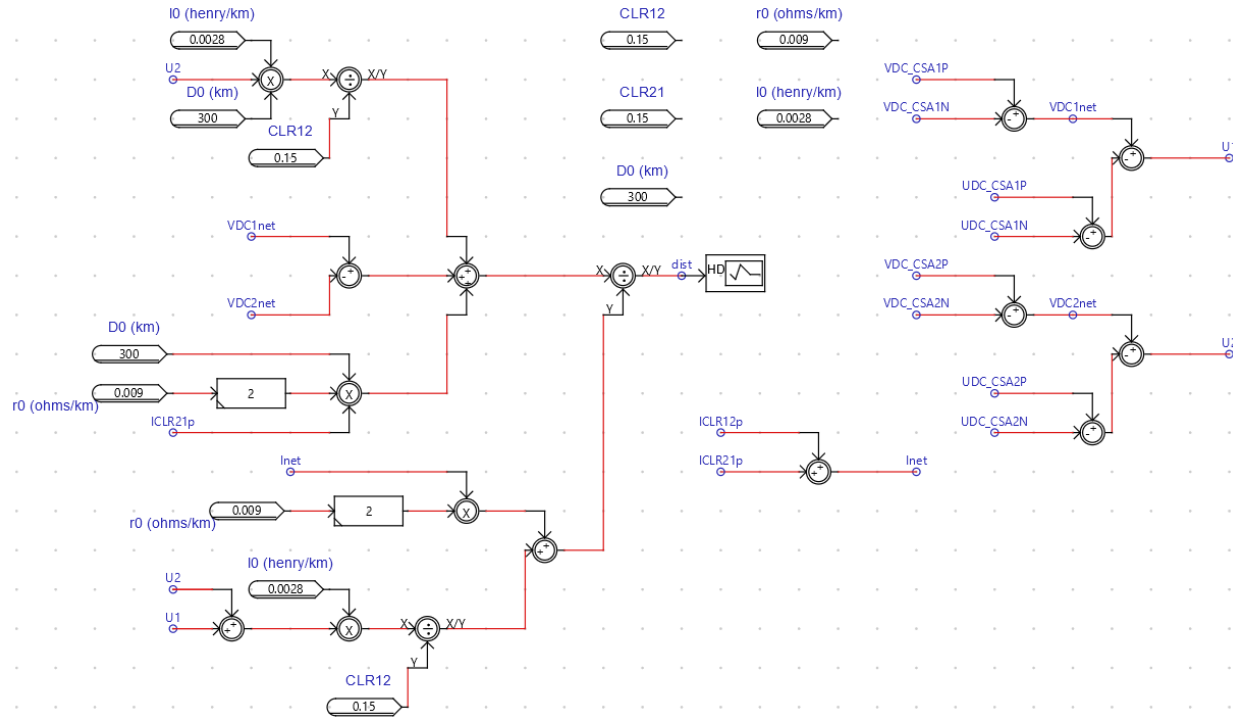 l0 (henry/km)
0.0028
U2
X
X
X/Y
D0 (km)
300
Y
CLR12
0.15
CLR12
0.15
r0 (ohms/km)
0.009
CLR21
0.15
l0 (henry/km)
0.0028
D0 (km)
300
VDC_CSA1P
VDC_CSA1N
VDC1net
U1
UDC_CSA1P
UDC_CSA1N
VDC1net
VDC2net
X
X/Y
dist
HD
Y
VDC_CSA2P
VDC_CSA2N
VDC2net
U2
UDC_CSA2P
UDC_CSA2N
D0 (km)
300
0.009
2
X
r0 (ohms/km)
ICLR21p
ICLR12p
ICLR21p
Inet
Inet
0.009
2
X
r0 (ohms/km)
l0 (henry/km)
0.0028
U2
U1
X
X
X/Y
Y
CLR12
0.15